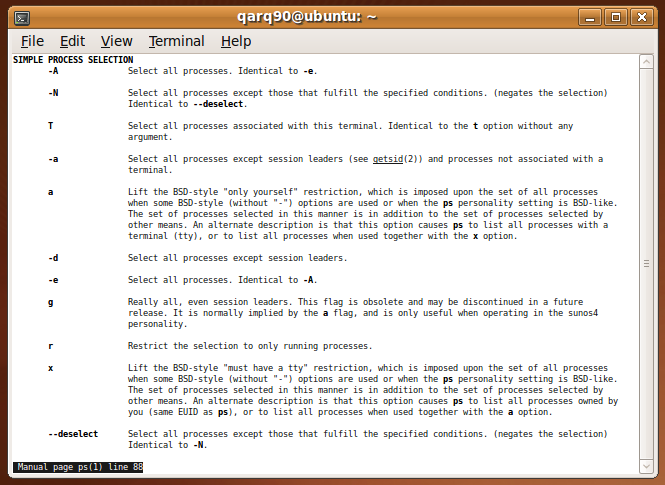 qarq90@ubuntu: ~
File Edit View Terminal Help
SIMPLE PROCESS SELECTION
-A Select all processes. Identical to -e.
-N Select all processes except those that fulfill the specified conditions. (negates the selection)
Identical to --deselect.
T Select all processes associated with this terminal. Identical to the t option without any
argument.
-a Select all processes except session leaders (see getsid(2)) and processes not associated with a
terminal.
a Lift the BSD-style "only yourself" restriction, which is imposed upon the set of all processes
when some BSD-style (without "-") options are used or when the ps personality setting is BSD-like.
The set of processes selected in this manner is in addition to the set of processes selected by
other means. An alternate description is that this option causes ps to list all processes with a
terminal (tty), or to list all processes when used together with the x option.
-d Select all processes except session leaders.
-e Select all processes. Identical to -A.
g Really all, even session leaders. This flag is obsolete and may be discontinued in a future
release. It is normally implied by the a flag, and is only useful when operating in the sunos4
personality.
r Restrict the selection to only running processes.
x Lift the BSD-style "must have a tty" restriction, which is imposed upon the set of all processes
when some BSD-style (without "-") options are used or when the ps personality setting is BSD-like.
The set of processes selected in this manner is in addition to the set of processes selected by
other means. An alternate description is that this option causes ps to list all processes owned by
you (same EUID as ps), or to list all processes when used together with the a option.
--deselect Select all processes except those that fulfill the specified conditions. (negates the selection)
Identical to -N.
Manual page ps(1) line 88